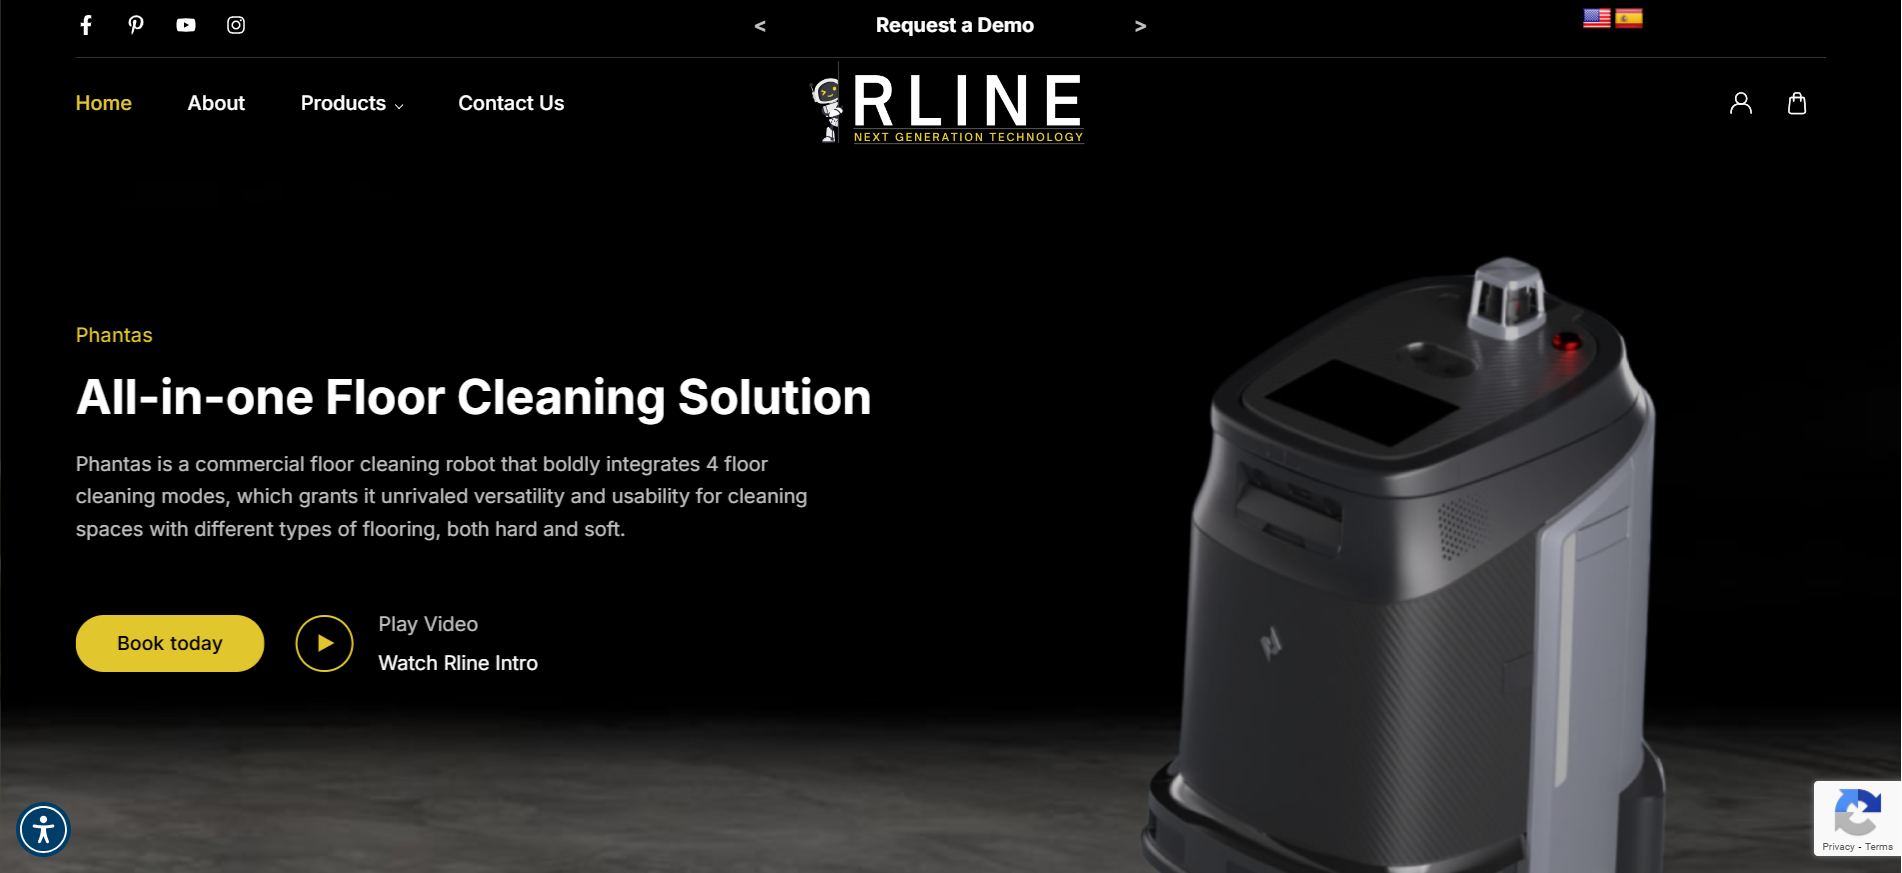 < Request a Demo >
Home About Products Contact Us
RLINE
NEXT GENERATION TECHNOLOGY
Phantas
All-in-one Floor Cleaning Solution
Phantas is a commercial floor cleaning robot that boldly integrates 4 floor
cleaning modes, which grants it unrivaled versatility and usability for cleaning
spaces with different types of flooring, both hard and soft.
Book today
Play Video
Watch Rline Intro
Privacy - Terms